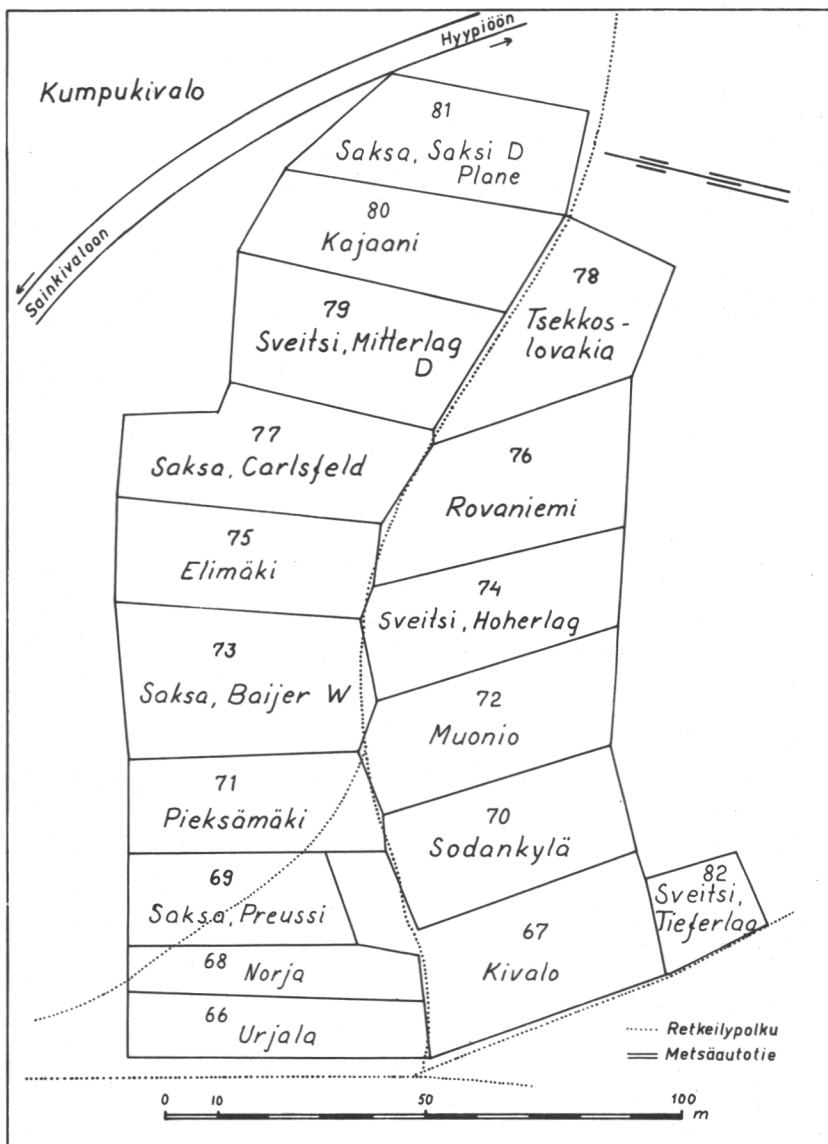 Hyypiöön
Kumpukivalo
Sainkivaloon
81
Saksa, Saksi D
Plane
80
Kajaani
78
Tsekkos-
lovakia
79
Sveitsi, Mitterlag
D
77
Saksa, Carlsfeld
76
Rovaniemi
75
Elimäki
74
Sveitsi, Hoherlag
73
Saksa, Baijer W
72
Muonio
71
Pieksämäki
70
Sodankylä
69
Saksa, Preussi
82
Sveitsi,
Tieferlag
67
Kivalo
68
Norja
66
Urjala
Retkeilypolku
Metsäautotie
0 10 50 100
m